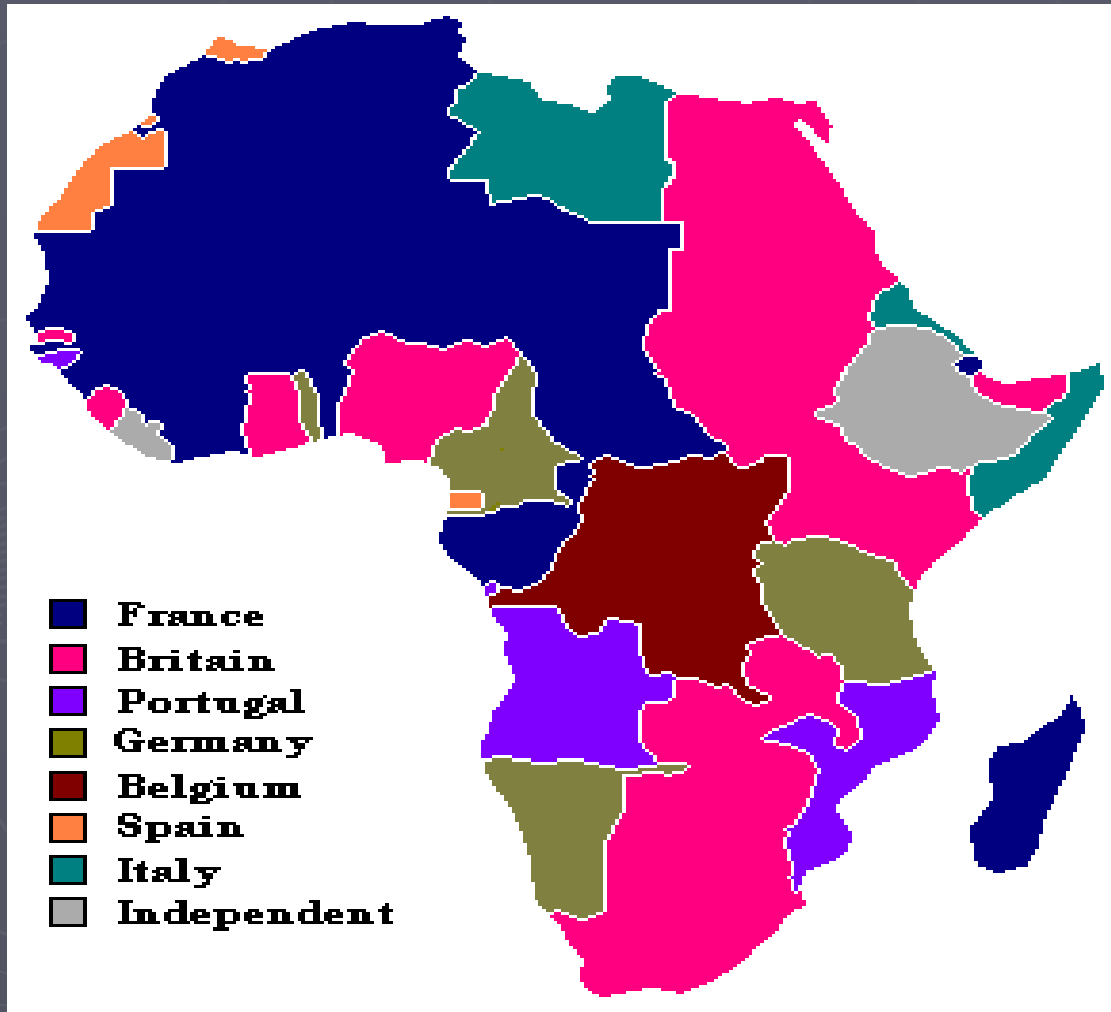 France
Britain
Portugal
Germany
Belgium
Spain
Italy
Independent